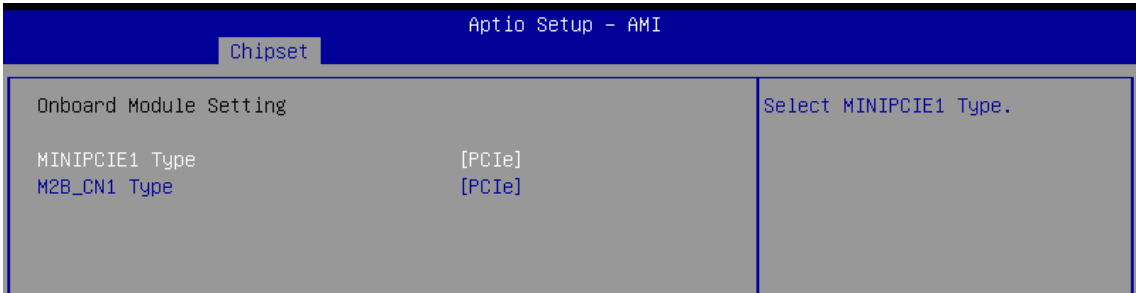 Aptio Setup - AMI
Chipset
Onboard Module Setting
Select MINIPCIE1 Type.
MINIPCIE1 Type [PCIe]
M2B_CN1 Type [PCIe]